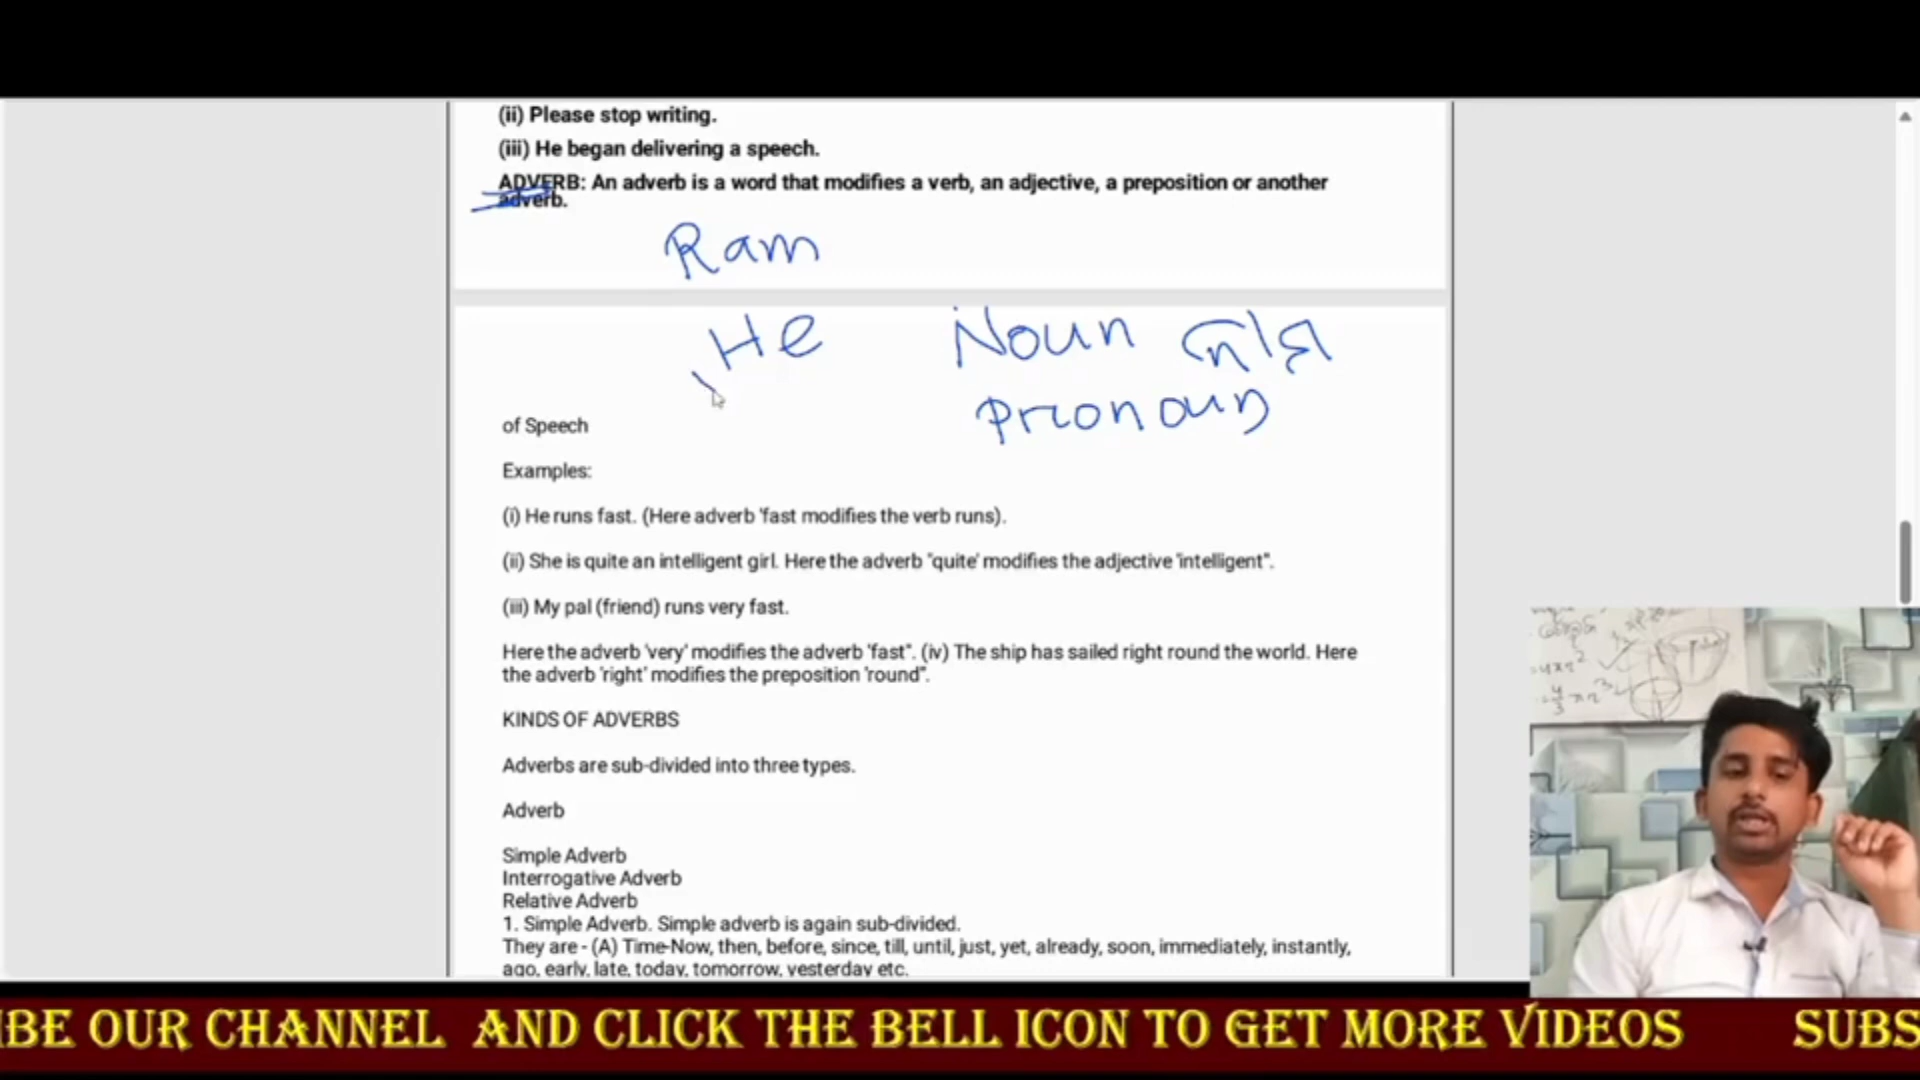 (ii) Please stop writing.
(iii) He began delivering a speech.
ADVERB: An adverb is a word that modifies a verb, an adjective, a preposition or another
adverb.
Ram
He Noun
Pronoun
of Speech
Examples:
(i) He runs fast. (Here adverb 'fast modifies the verb runs).
(ii) She is quite an intelligent girl. Here the adverb "quite' modifies the adjective 'intelligent".
(iii) My pal (friend) runs very fast.
Here the adverb 'very' modifies the adverb 'fast". (iv) The ship has sailed right round the world. Here
the adverb 'right' modifies the preposition 'round".
KINDS OF ADVERBS
Adverbs are sub-divided into three types.
Adverb
Simple Adverb
Interrogative Adverb
Relative Adverb
1. Simple Adverb. Simple adverb is again sub-divided.
They are - (A) Time-Now, then, before, since, till, until, just, yet, already, soon, immediately, instantly,
ago, early, late, today, tomorrow, yesterday etc.
IBE OUR CHANNEL AND CLICK THE BELL ICON TO GET MORE VIDEOS SUBS